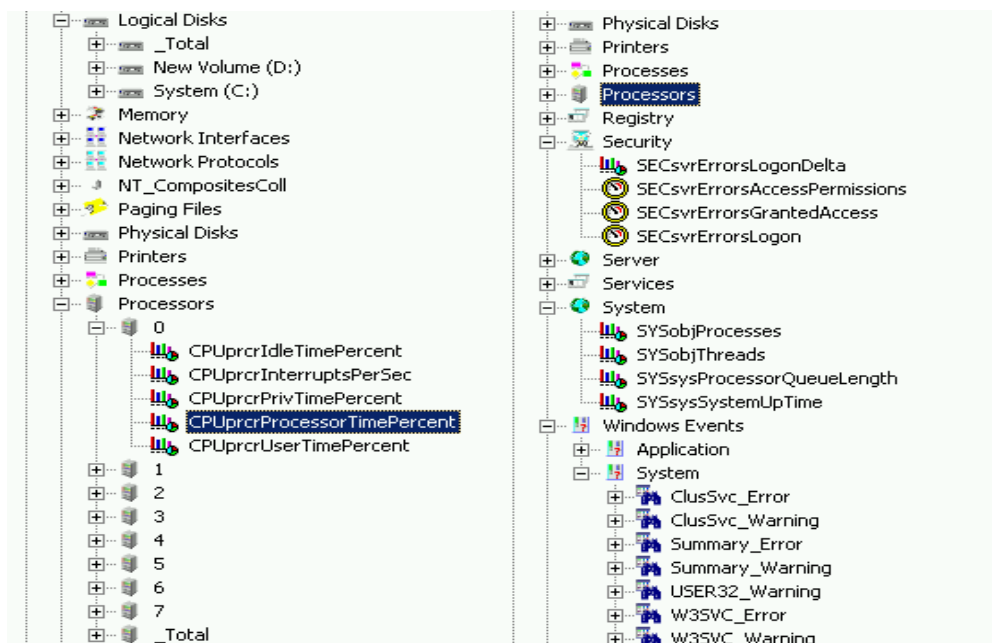 Logical Disks
_Total
New Volume (D:)
System (C:)
Memory
Network Interfaces
Network Protocols
NT_CompositesColl
Paging Files
Physical Disks
Printers
Processes
Processors
0
CPUprcrIdleTimePercent
CPUprcrInterruptsPerSec
CPUprcrPrivTimePercent
CPUprcrProcessorTimePercent
CPUprcrUserTimePercent
1
2
3
4
5
6
7
_Total
Physical Disks
Printers
Processes
Processors
Registry
Security
SECsvrErrorsLogonDelta
SECsvrErrorsAccessPermissions
SECsvrErrorsGrantedAccess
SECsvrErrorsLogon
Server
Services
System
SYSobjProcesses
SYSobjThreads
SYSsysProcessorQueueLength
SYSsysSystemUpTime
Windows Events
Application
System
ClusSvc_Error
ClusSvc_Warning
Summary_Error
Summary_Warning
USER32_Warning
W3SVC_Error
W3SVC_Warning